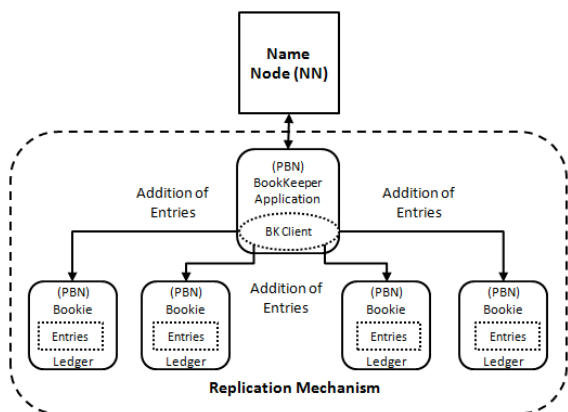 Name
Node (NN)
(PBN)
BookKeeper
Application
BK Client
Addition of
Entries
Addition of
Entries
Addition of
Entries
(PBN)
Bookie
Entries
Ledger
(PBN)
Bookie
Entries
Ledger
(PBN)
Bookie
Entries
Ledger
(PBN)
Bookie
Entries
Ledger
Replication Mechanism